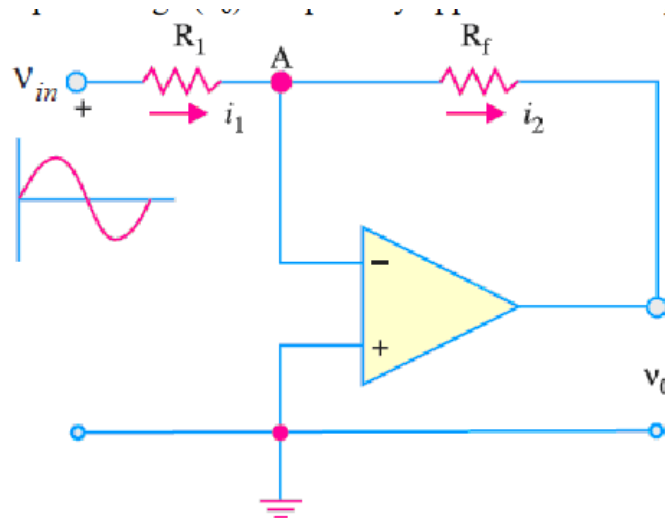 R1 A Rf
vin
+ i1 i2
−
+
v0